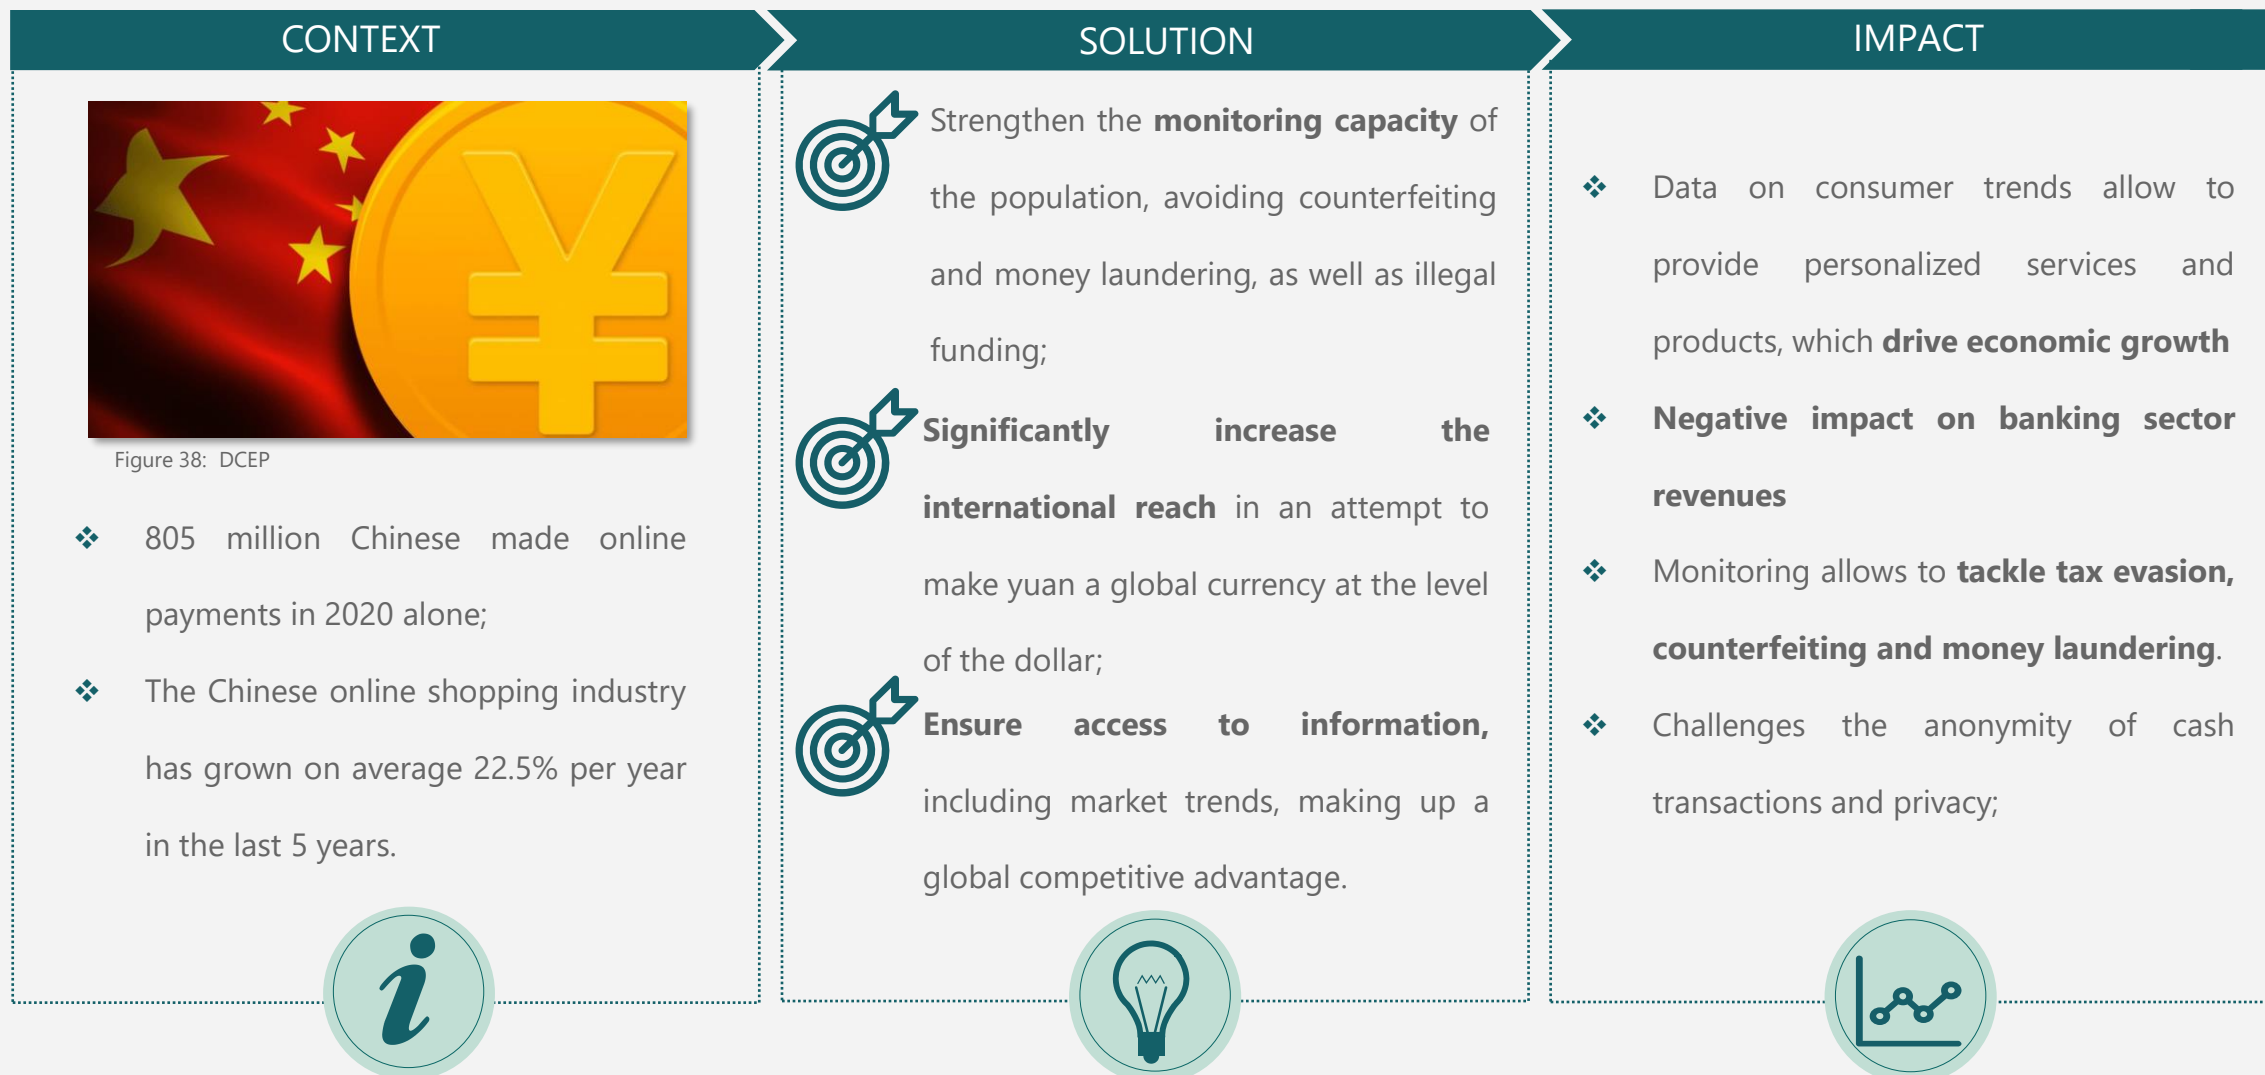 CONTEXT
Figure 38: DCEP
805 million Chinese made online
payments in 2020 alone;
The Chinese online shopping industry
has grown on average 22.5% per year
in the last 5 years.
SOLUTION
Strengthen the monitoring capacity of
the population, avoiding counterfeiting
and money laundering, as well as illegal
funding;
Significantly increase the
international reach in an attempt to
make yuan a global currency at the level
of the dollar;
Ensure access to information,
including market trends, making up a
global competitive advantage.
IMPACT
Data on consumer trends allow to
provide personalized services and
products, which drive economic growth
Negative impact on banking sector
revenues
Monitoring allows to tackle tax evasion,
counterfeiting and money laundering.
Challenges the anonymity of cash
transactions and privacy;